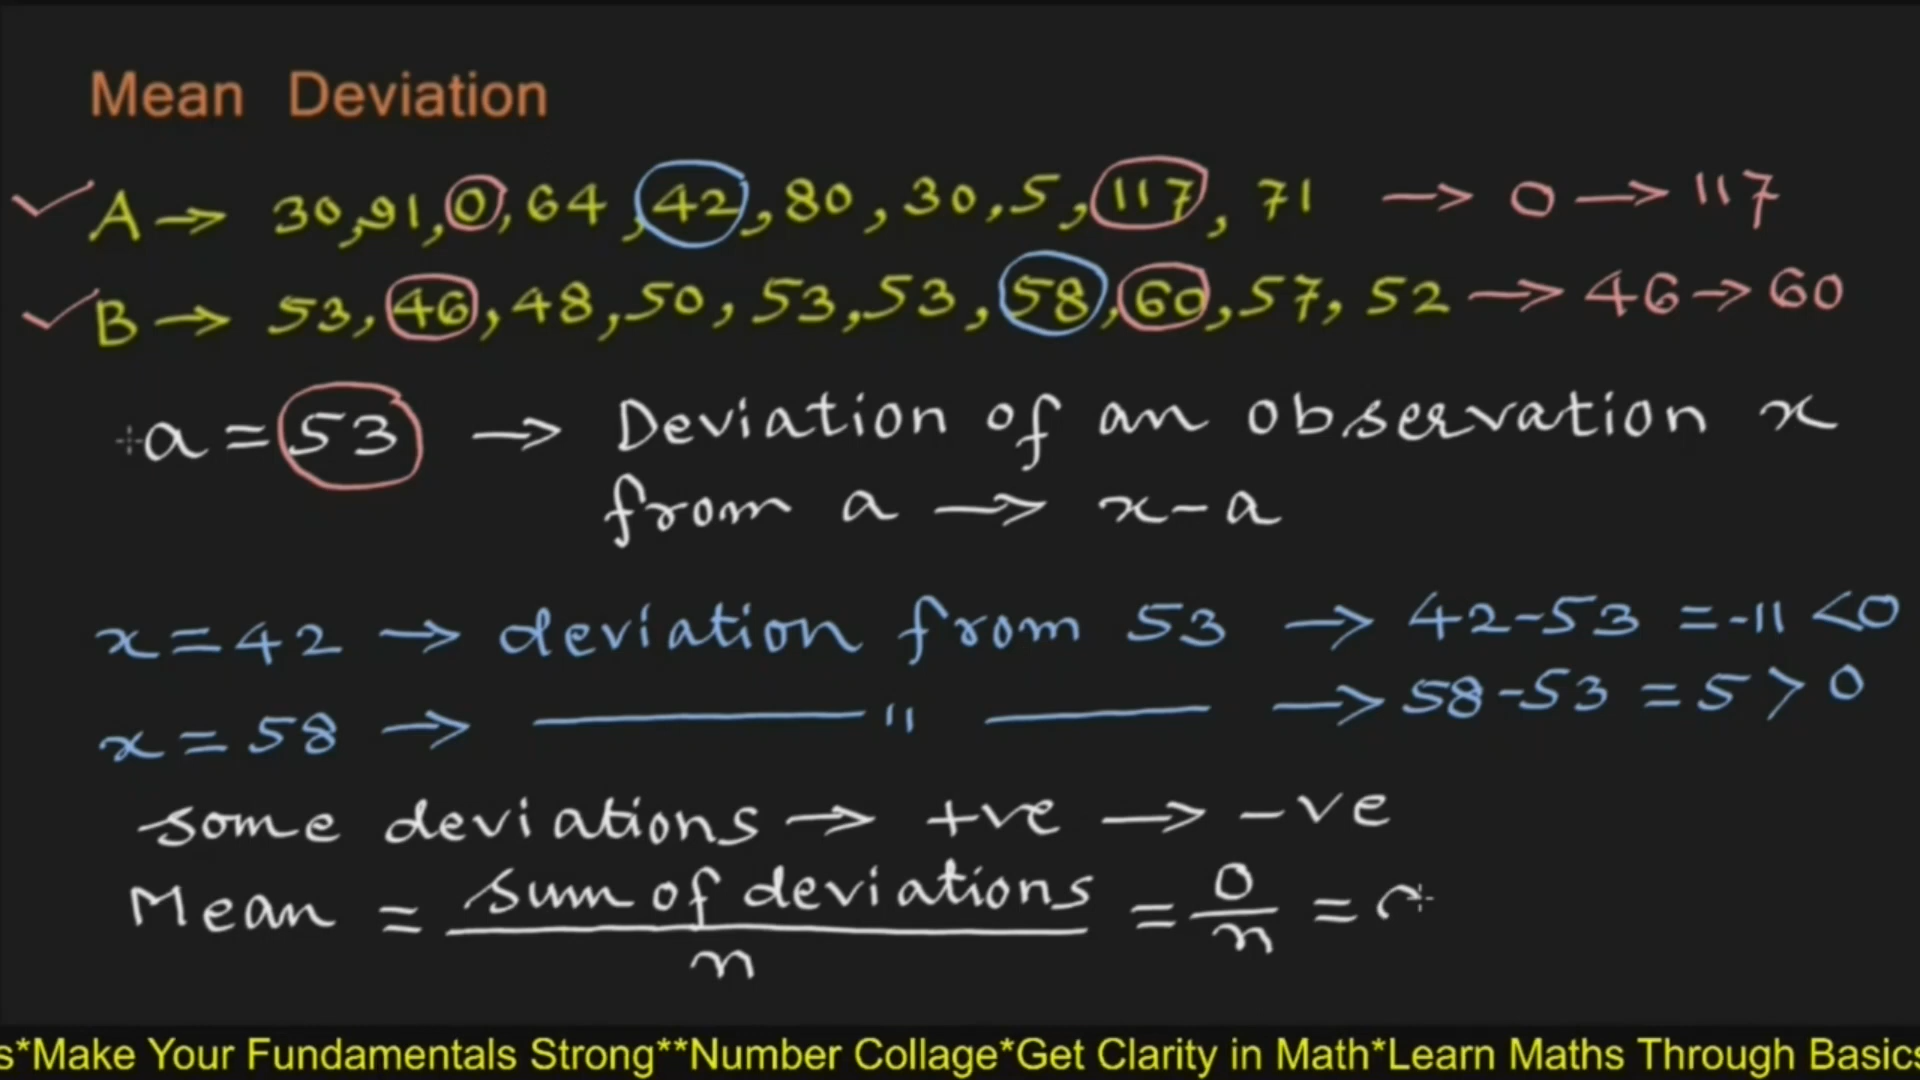 Mean Deviation
A → 30,91,0,64,42,80,30,5,117,71 → 0 → 117
B → 53,46,48,50,53,53,58,60,57,52 → 46 → 60
a = 53 → Deviation of an observation x
from a → x-a
x = 42 → deviation from 53 → 42-53 = -11 < 0
x = 58 → —— " —— → 58-53 = 5 > 0
some deviations → +ve → -ve
Mean = sum of deviations / n = 0 / n =
s*Make Your Fundamentals Strong**Number Collage*Get Clarity in Math*Learn Maths Through Basics